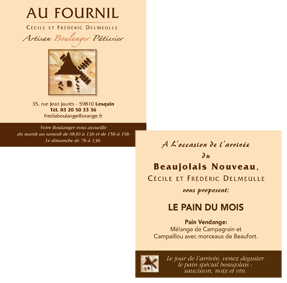 AU FOURNIL
CÉCILE ET FRÉDÉRIC DELMEULLE
Artisan Boulanger Pâtissier
35, rue Jean Jaurès - 59810 Lesquin
Tél. 03 20 50 33 36
fredlaboulange@orange.fr
Votre Boulanger vous accueille
du mardi au samedi de 6h30 à 13h et de 15h à 19h
Le dimanche de 7h à 13h.
A L'occasion de l'arrivée
du
Beaujolais Nouveau,
CÉCILE ET FRÉDÉRIC DELMEULLE
vous proposent:
LE PAIN DU MOIS
Pain Vendange:
Mélange de Campagrain et
Campaillou avec morceaux de Beaufort.
Le jour de l'arrivée, venez deguster
le pain spécial beaujolais :
saucisson, noix et vin.